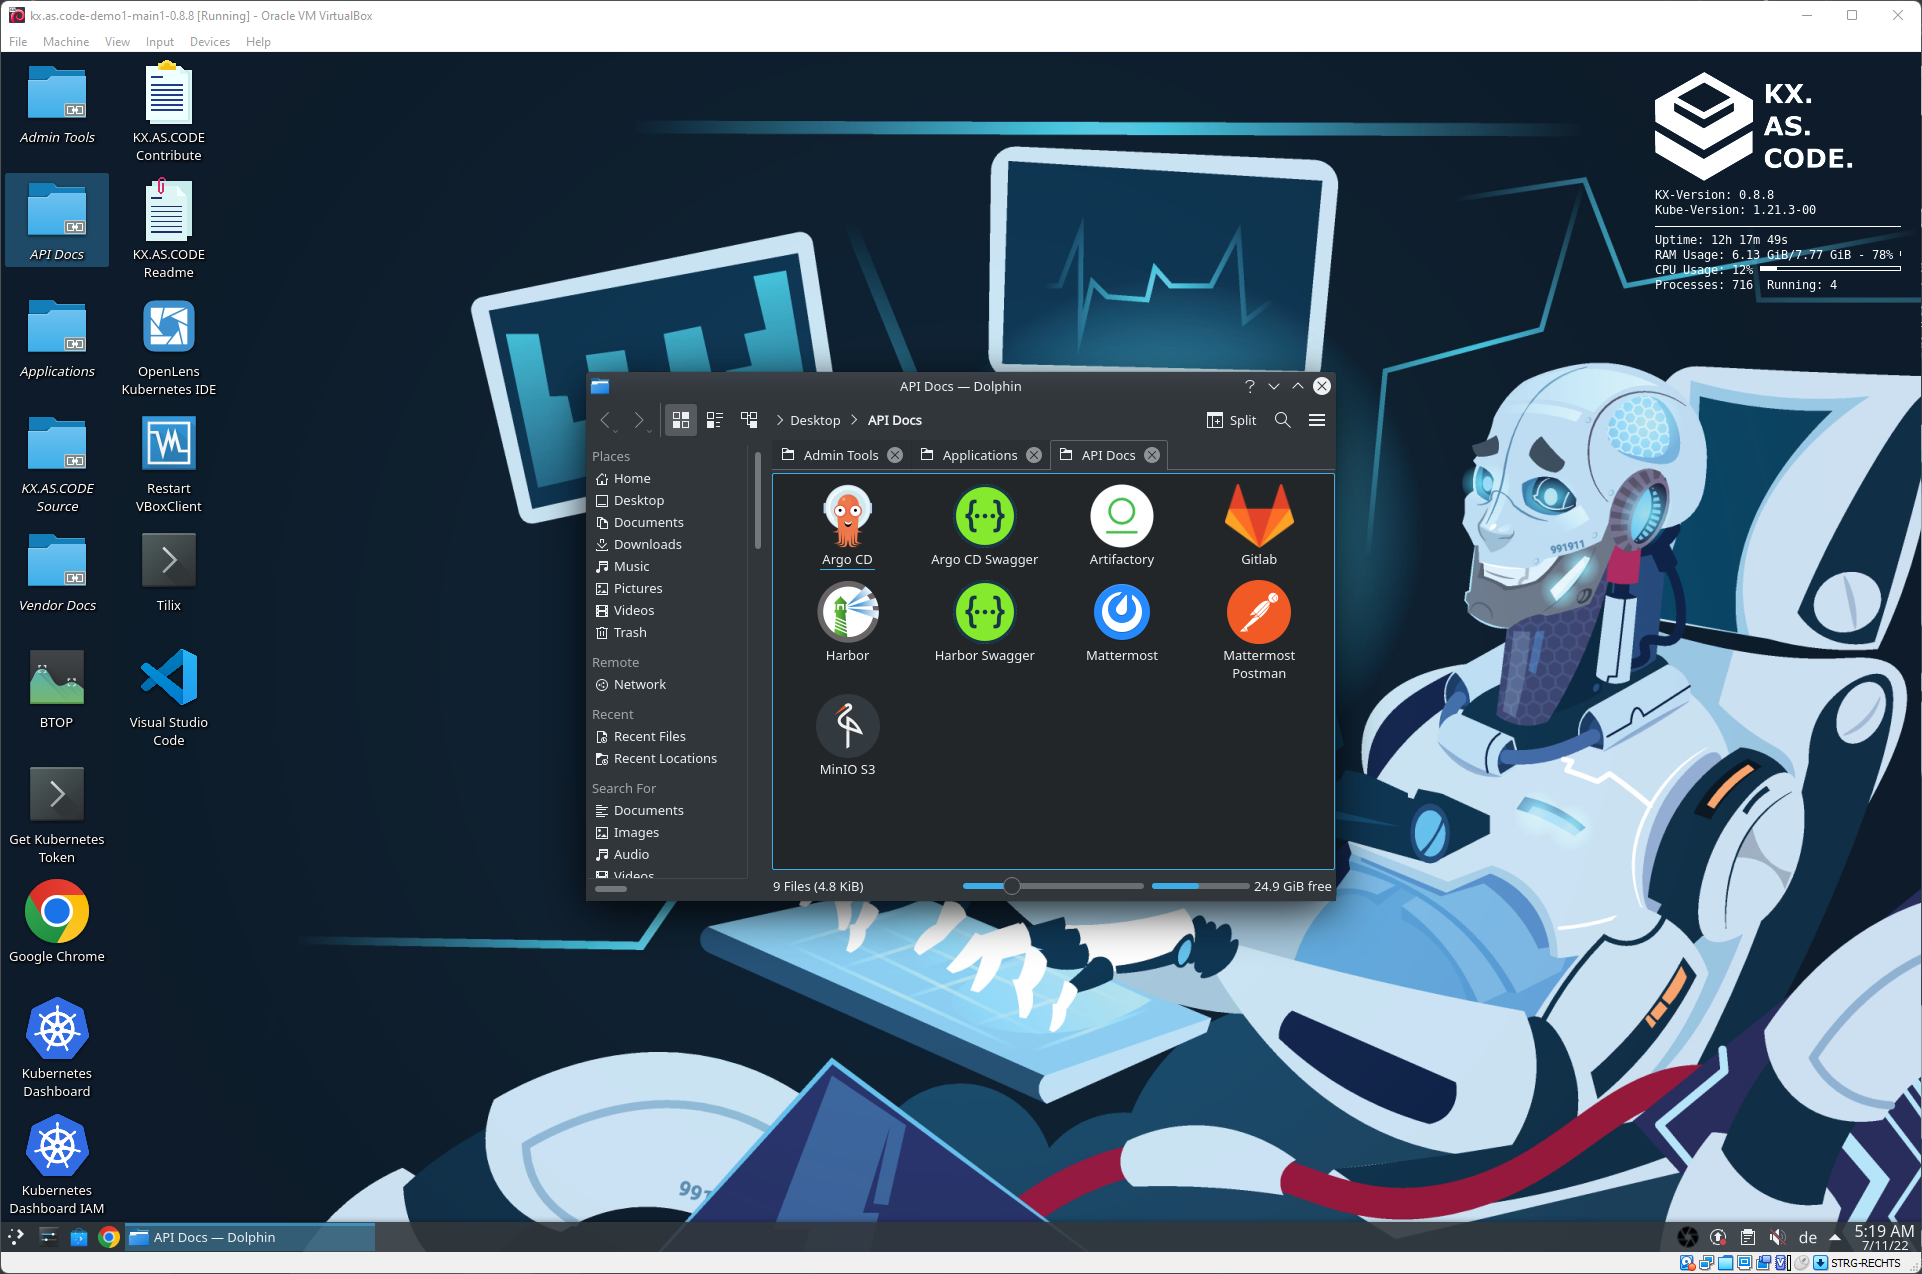 kx.as.code-demo1-main1-0.8.8 [Running] - Oracle VM VirtualBox
File Machine View Input Devices Help
Admin Tools
KX.AS.CODE
Contribute
API Docs
KX.AS.CODE
Readme
Applications
OpenLens
Kubernetes IDE
KX.AS.CODE
Source
Restart
VBoxClient
Vendor Docs
Tilix
BTOP
Visual Studio
Code
Get Kubernetes
Token
Google Chrome
Kubernetes
Dashboard
Kubernetes
Dashboard IAM
KX.
AS.
CODE.
KX-Version: 0.8.8
Kube-Version: 1.21.3-00
Uptime: 12h 17m 49s
RAM Usage: 6.13 GiB/7.77 GiB - 78%
CPU Usage: 12%
Processes: 716 Running: 4
API Docs — Dolphin
Desktop
API Docs
Split
Places
Home
Desktop
Documents
Downloads
Music
Pictures
Videos
Trash
Remote
Network
Recent
Recent Files
Recent Locations
Search For
Documents
Images
Audio
Videos
Admin Tools
Applications
API Docs
Argo CD
Argo CD Swagger
Artifactory
Gitlab
Harbor
Harbor Swagger
Mattermost
Mattermost
Postman
MinIO S3
9 Files (4.8 KiB)
24.9 GiB free
991911
991
API Docs — Dolphin
de
5:19 AM
7/11/22
STRG-RECHTS